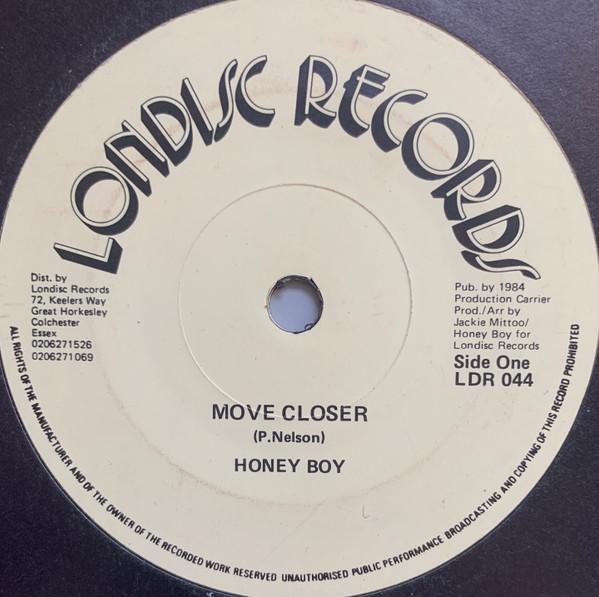 LONDISC RECORDS
Dist. by
Londisc Records
72, Keelers Way
Great Horkesley
Colchester
Essex
0206271526
0206271069
Pub. by 1984
Production Carrier
Prod./Arr by
Jackie Mittoo/
Honey Boy for
Londisc Records
Side One
LDR 044
MOVE CLOSER
(P.Nelson)
HONEY BOY
ALL RIGHTS OF THE MANUFACTURER AND OF THE OWNER OF THE RECORDED WORK RESERVED UNAUTHORISED PUBLIC PERFORMANCE BROADCASTING AND COPYING OF THIS RECORD PROHIBITED